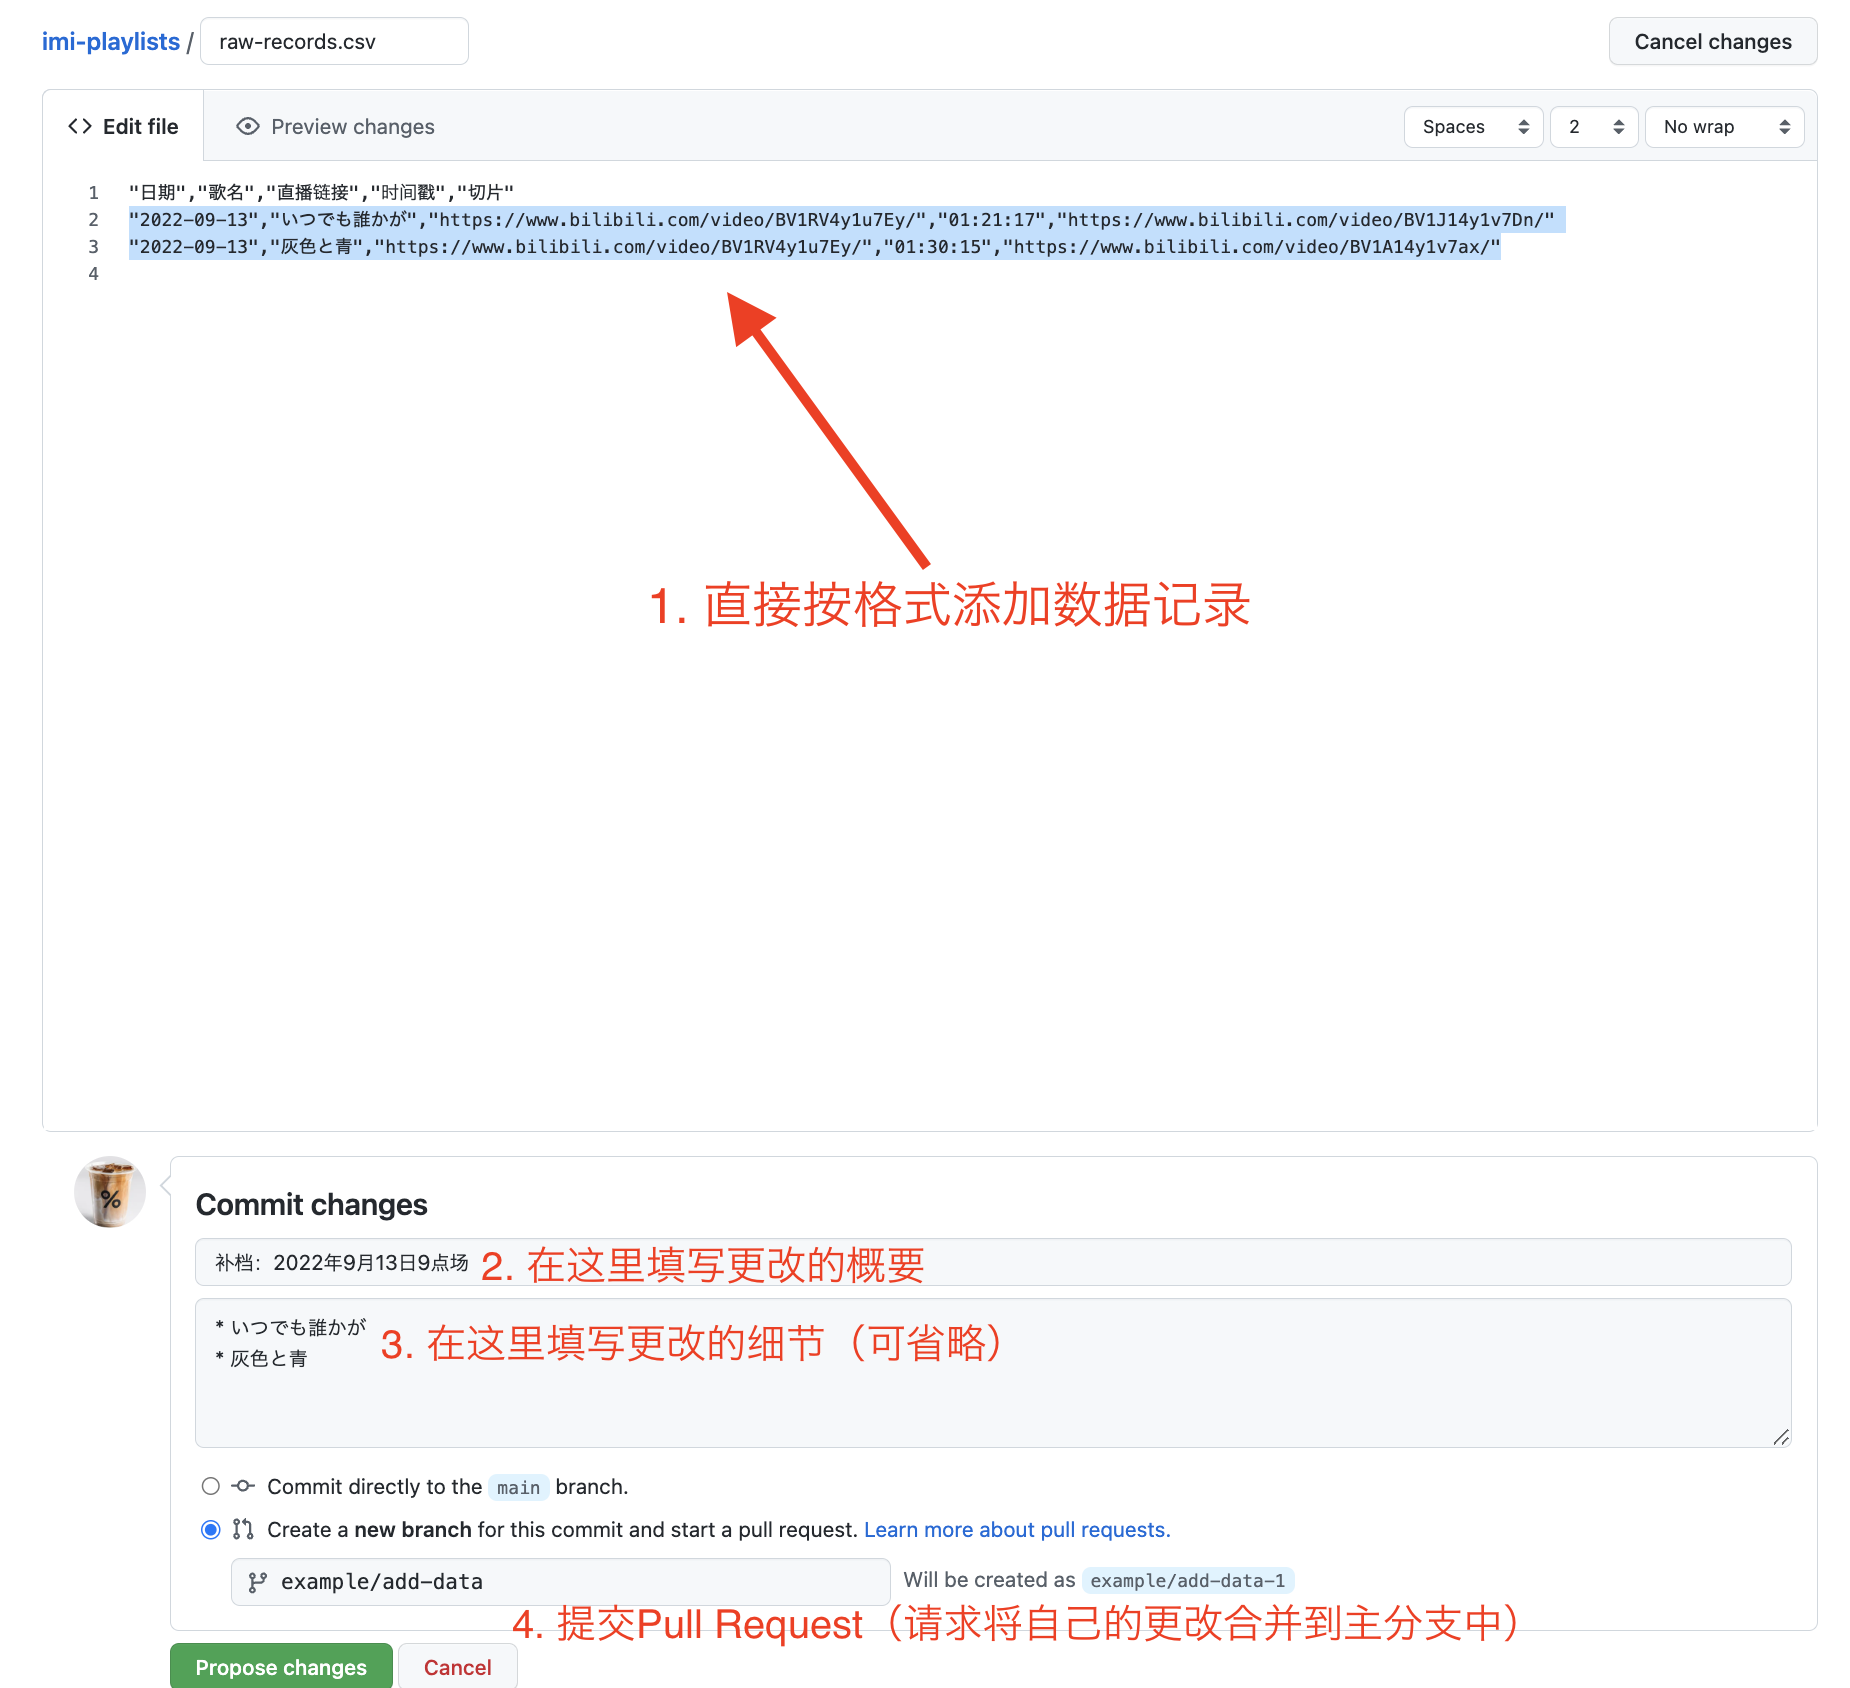 imi-playlists / raw-records.csv Cancel changes
Edit file Preview changes Spaces 2 No wrap
1 "日期","歌名","直播链接","时间戳","切片"
2 "2022-09-13","いつでも誰かが","https://www.bilibili.com/video/BV1RV4y1u7Ey/","01:21:17","https://www.bilibili.com/video/BV1J14y1v7Dn/"
3 "2022-09-13","灰色と青","https://www.bilibili.com/video/BV1RV4y1u7Ey/","01:30:15","https://www.bilibili.com/video/BV1A14y1v7ax/"
4
1. 直接按格式添加数据记录
%
Commit changes
补档：2022年9月13日9点场 2. 在这里填写更改的概要
* いつでも誰かが
* 灰色と青
3. 在这里填写更改的细节（可省略）
Commit directly to the main branch.
Create a new branch for this commit and start a pull request. Learn more about pull requests.
example/add-data Will be created as example/add-data-1
4. 提交Pull Request（请求将自己的更改合并到主分支中）
Propose changes Cancel